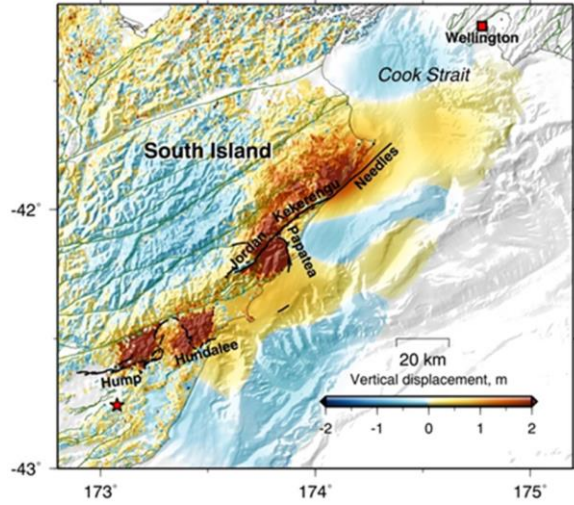 Wellington
Cook Strait
South Island
Needles
Kekerengu
Jordan
Papatea
Hundalee
Hump
20 km
Vertical displacement, m
-2 -1 0 1 2
-42
-43
173° 174° 175°